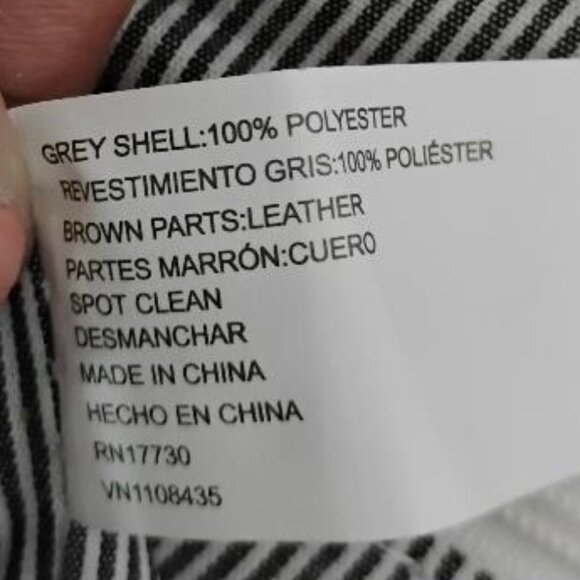 GREY SHELL:100% POLYESTER
REVESTIMIENTO GRIS:100% POLIÉSTER
BROWN PARTS:LEATHER
PARTES MARRÓN:CUERO
SPOT CLEAN
DESMANCHAR
MADE IN CHINA
HECHO EN CHINA
RN17730
VN1108435